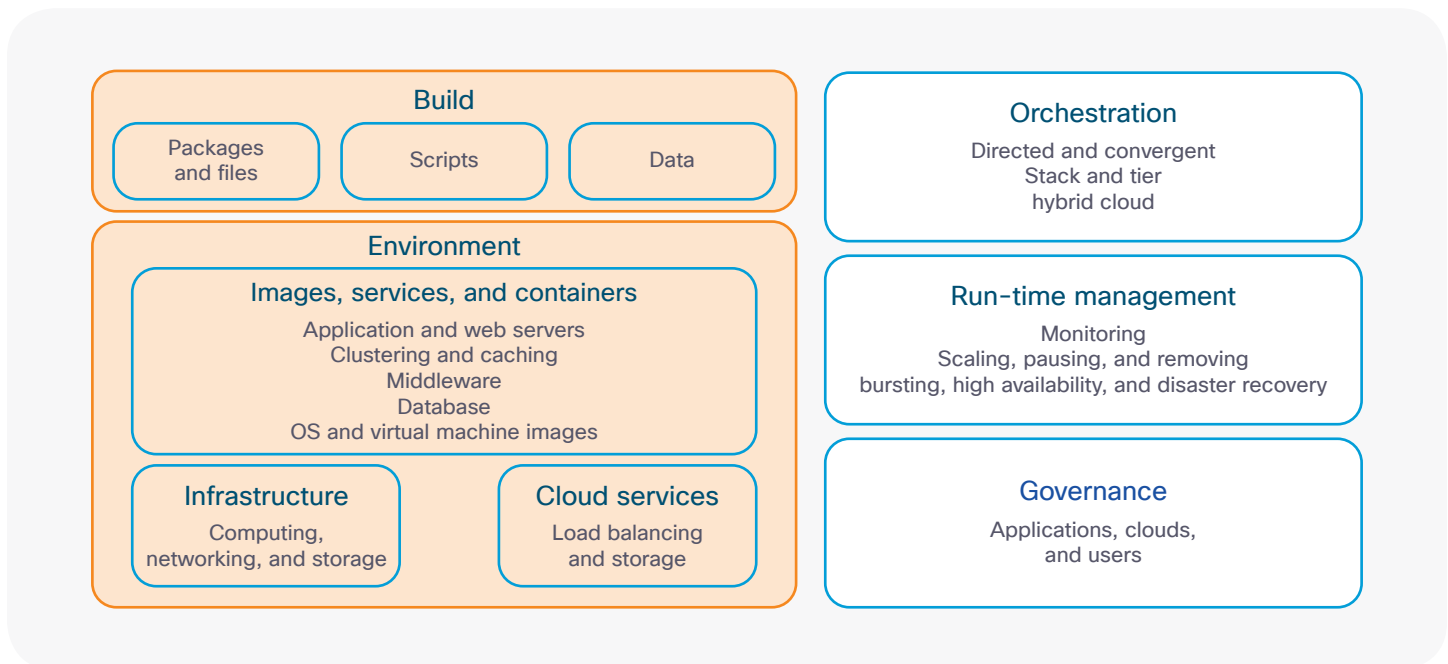 Build
Packages
and files
Scripts
Data
Environment
Images, services, and containers
Application and web servers
Clustering and caching
Middleware
Database
OS and virtual machine images
Infrastructure
Computing,
networking, and storage
Cloud services
Load balancing
and storage
Orchestration
Directed and convergent
Stack and tier
hybrid cloud
Run-time management
Monitoring
Scaling, pausing, and removing
bursting, high availability, and disaster recovery
Governance
Applications, clouds,
and users